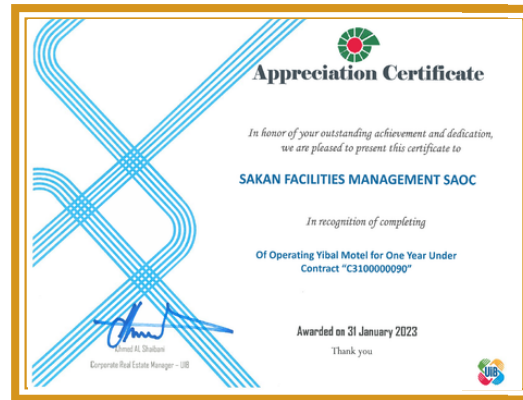 Appreciation Certificate
In honor of your outstanding achievement and dedication,
we are pleased to present this certificate to
SAKAN FACILITIES MANAGEMENT SAOC
In recognition of completing
Of Operating Yibal Motel for One Year Under
Contract "C3100000090"
Awarded on 31 January 2023
Thank you
Ahmed AL Shaibani
Corporate Real Estate Manager – UIB
UIB